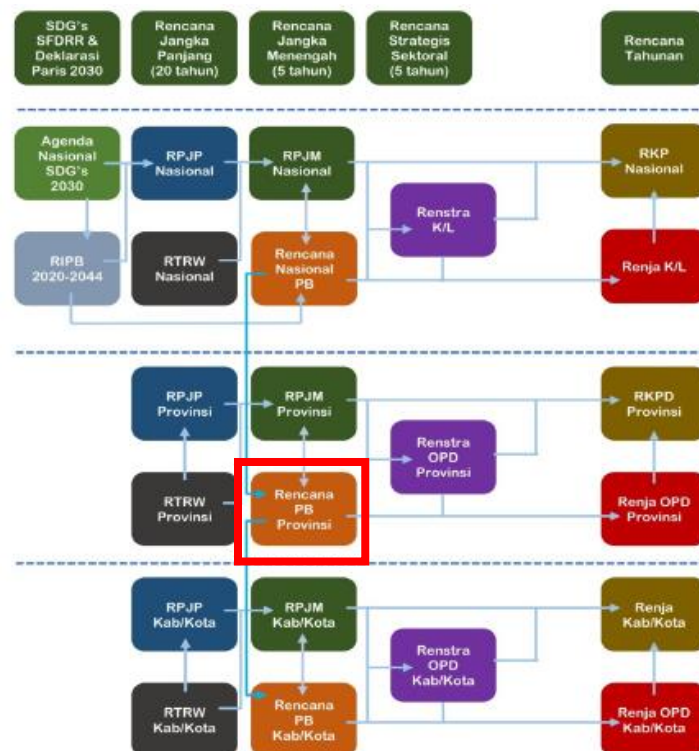 SDG's
SFDRR &
Deklarasi
Paris 2030
Rencana
Jangka
Panjang
(20 tahun)
Rencana
Jangka
Menengah
(5 tahun)
Rencana
Strategis
Sektoral
(5 tahun)
Rencana
Tahunan
Agenda
Nasional
SDG's
2030
RPJP
Nasional
RPJM
Nasional
RKP
Nasional
Renstra
K/L
RIPB
2020-2044
RTRW
Nasional
Rencana
Nasional
PB
Renja K/L
RPJP
Provinsi
RPJM
Provinsi
RKPD
Provinsi
Renstra
OPD
Provinsi
RTRW
Provinsi
Rencana
PB
Provinsi
Renja OPD
Provinsi
RPJP
Kab/Kota
RPJM
Kab/Kota
Renja
Kab/Kota
Renstra
OPD
Kab/Kota
RTRW
Kab/Kota
Rencana
PB
Kab/Kota
Renja OPD
Kab/Kota